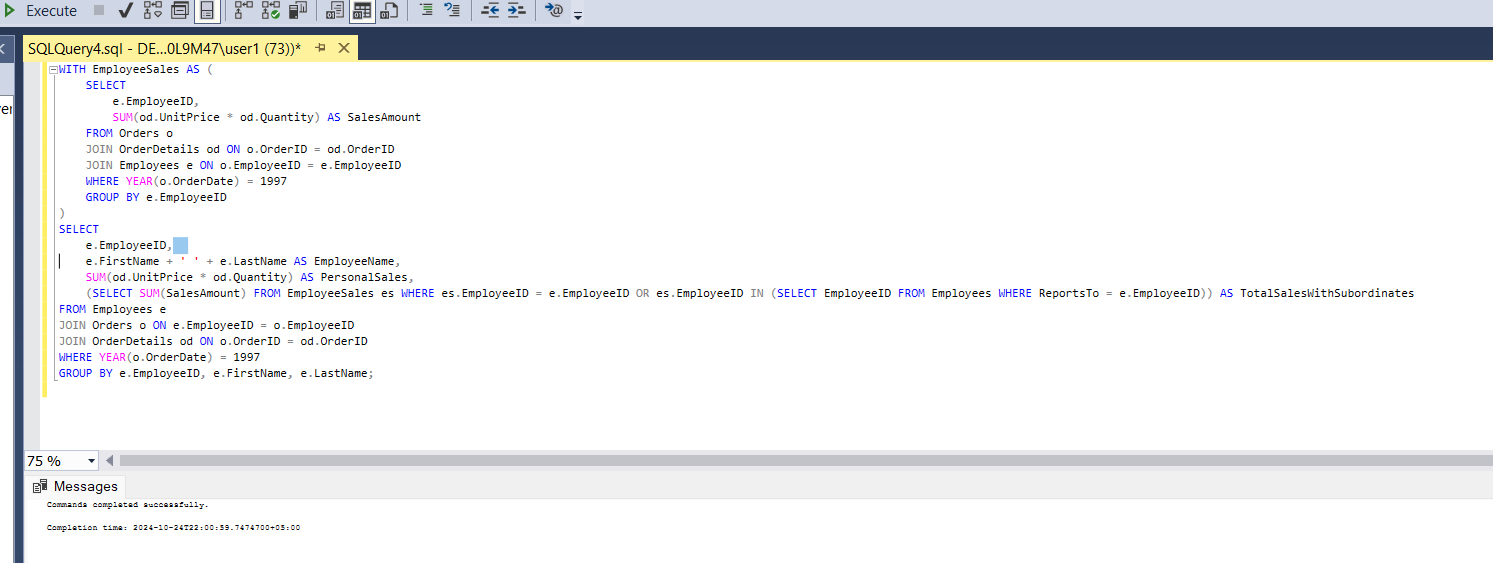 Execute
SQLQuery4.sql - DE...0L9M47\user1 (73))*
WITH EmployeeSales AS (
    SELECT
        e.EmployeeID,
        SUM(od.UnitPrice * od.Quantity) AS SalesAmount
    FROM Orders o
    JOIN OrderDetails od ON o.OrderID = od.OrderID
    JOIN Employees e ON o.EmployeeID = e.EmployeeID
    WHERE YEAR(o.OrderDate) = 1997
    GROUP BY e.EmployeeID
)
SELECT
    e.EmployeeID,
    e.FirstName + ' ' + e.LastName AS EmployeeName,
    SUM(od.UnitPrice * od.Quantity) AS PersonalSales,
    (SELECT SUM(SalesAmount) FROM EmployeeSales es WHERE es.EmployeeID = e.EmployeeID OR es.EmployeeID IN (SELECT EmployeeID FROM Employees WHERE ReportsTo = e.EmployeeID)) AS TotalSalesWithSubordinates
FROM Employees e
JOIN Orders o ON e.EmployeeID = o.EmployeeID
JOIN OrderDetails od ON o.OrderID = od.OrderID
WHERE YEAR(o.OrderDate) = 1997
GROUP BY e.EmployeeID, e.FirstName, e.LastName;
75 %
Messages
Commands completed successfully.
Completion time: 2024-10-24T22:00:59.7474700+05:00